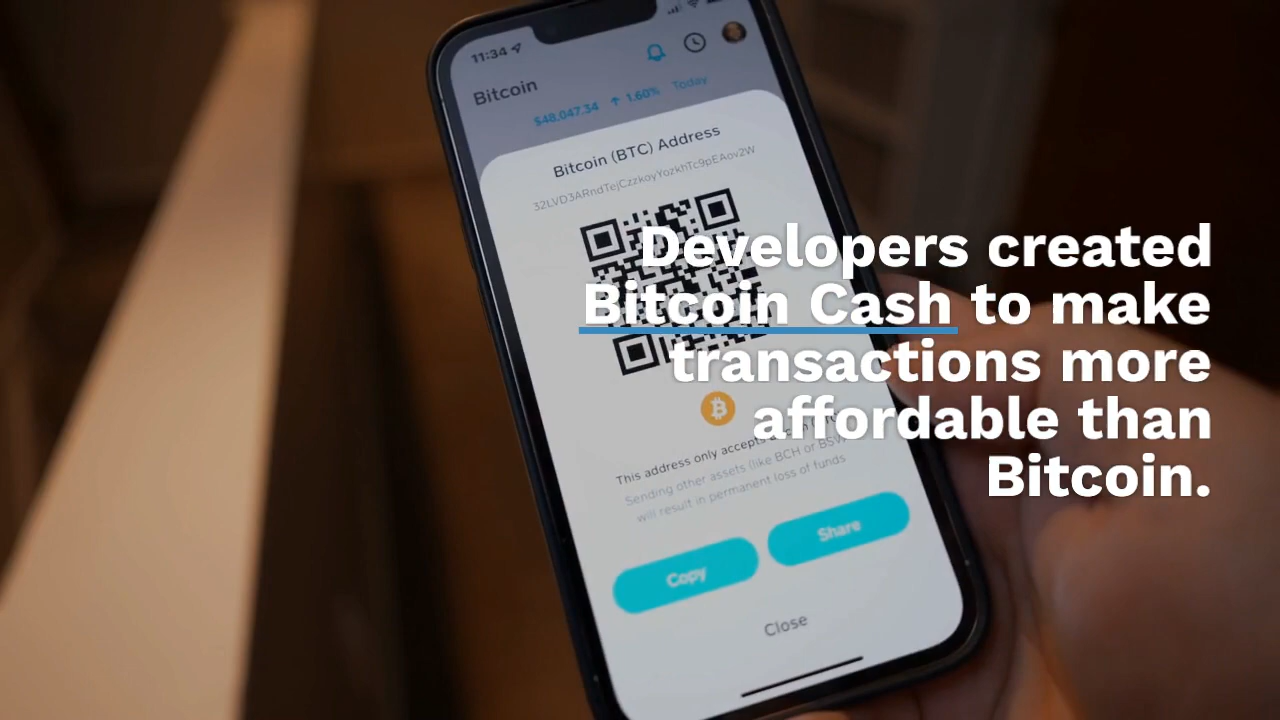 11:34
Bitcoin
$48,047.34 ↑ 1.60% Today
Bitcoin (BTC) Address
32LVD3ARndTejCzzkoyYozkhTc9pEAov2W
Developers created
Bitcoin Cash to make
transactions more
affordable than
Bitcoin.
This address only accepts
Sending other assets (like BCH or BSV)
will result in permanent loss of funds
Copy
Share
Close